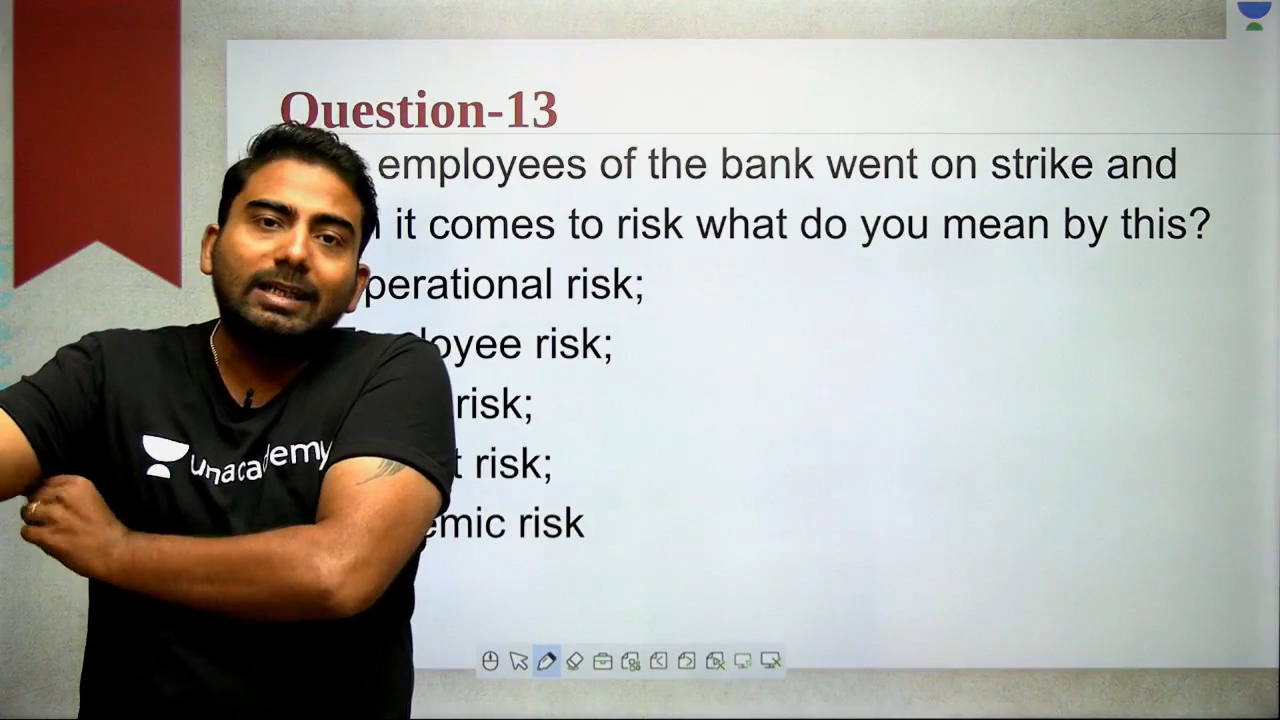 Question-13
employees of the bank went on strike and
it comes to risk what do you mean by this?
perational risk;
oyee risk;
risk;
t risk;
emic risk
unacademy